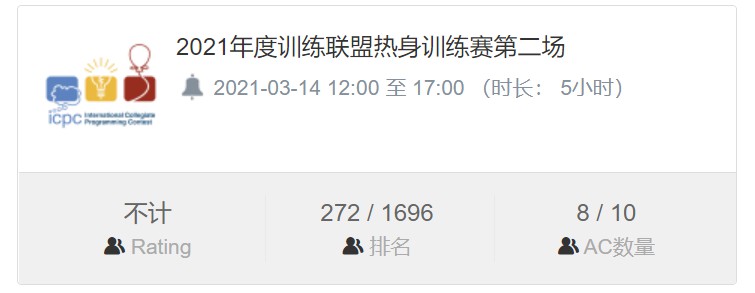 2021年度训练联盟热身训练赛第二场
2021-03-14 12:00 至 17:00 （时长： 5小时）
icpc International Collegiate
Programming Contest
不计
272 / 1696
8 / 10
Rating
排名
AC数量